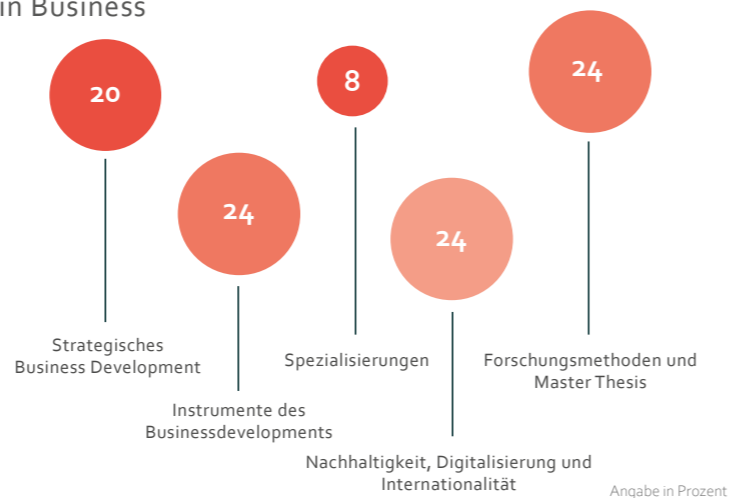 in Business
20
8
24
24
24
Strategisches
Business Development
Spezialisierungen
Forschungsmethoden und
Master Thesis
Instrumente des
Businessdevelopments
Nachhaltigkeit, Digitalisierung und
Internationalität
Angabe in Prozent